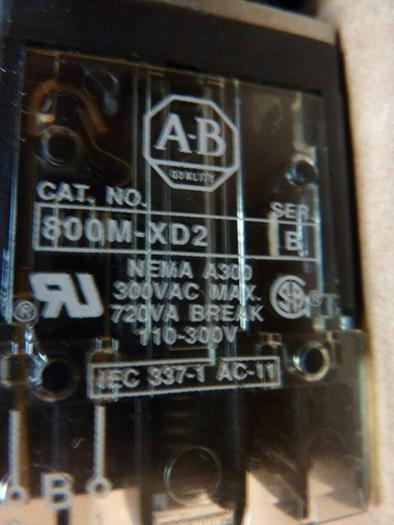 A-B
QUALITY
CAT. NO.
SER.
800M-XD2
B
NEMA A300
300VAC MAX.
720VA BREAK
110-300V
IEC 337-1 AC-11
B